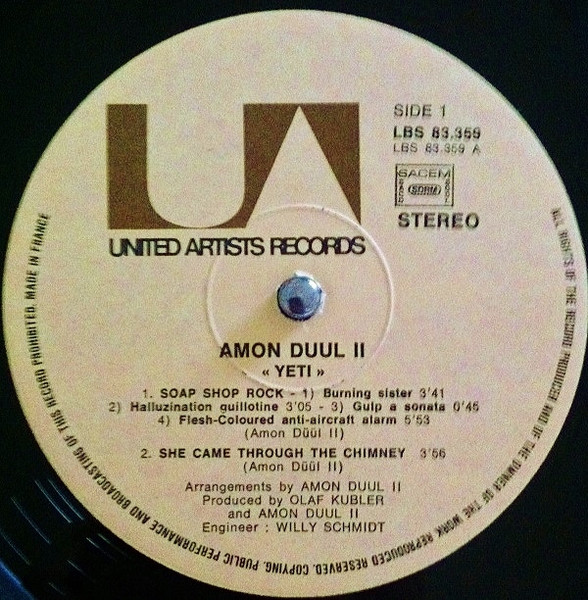 UA
UNITED ARTISTS RECORDS
SIDE 1
LBS 83.359
LBS 83.359 A
SACEM
SDRM
STEREO
AMON DUUL II
« YETI »
1. SOAP SHOP ROCK - 1) Burning sister 3'41
2) Halluzination guillotine 3'05 - 3) Gulp a sonata 0'45
4) Flesh-Coloured anti-aircraft alarm 5'53
(Amon Düül II)
2. SHE CAME THROUGH THE CHIMNEY 3'56
(Amon Düül II)
Arrangements by AMON DUUL II
Produced by OLAF KUBLER
and AMON DUUL II
Engineer : WILLY SCHMIDT
ALL RIGHTS OF THE RECORD PRODUCER AND OF THE OWNER OF THE WORK REPRODUCED RESERVED. COPYING, PUBLIC PERFORMANCE AND BROADCASTING OF THIS RECORD PROHIBITED. MADE IN FRANCE